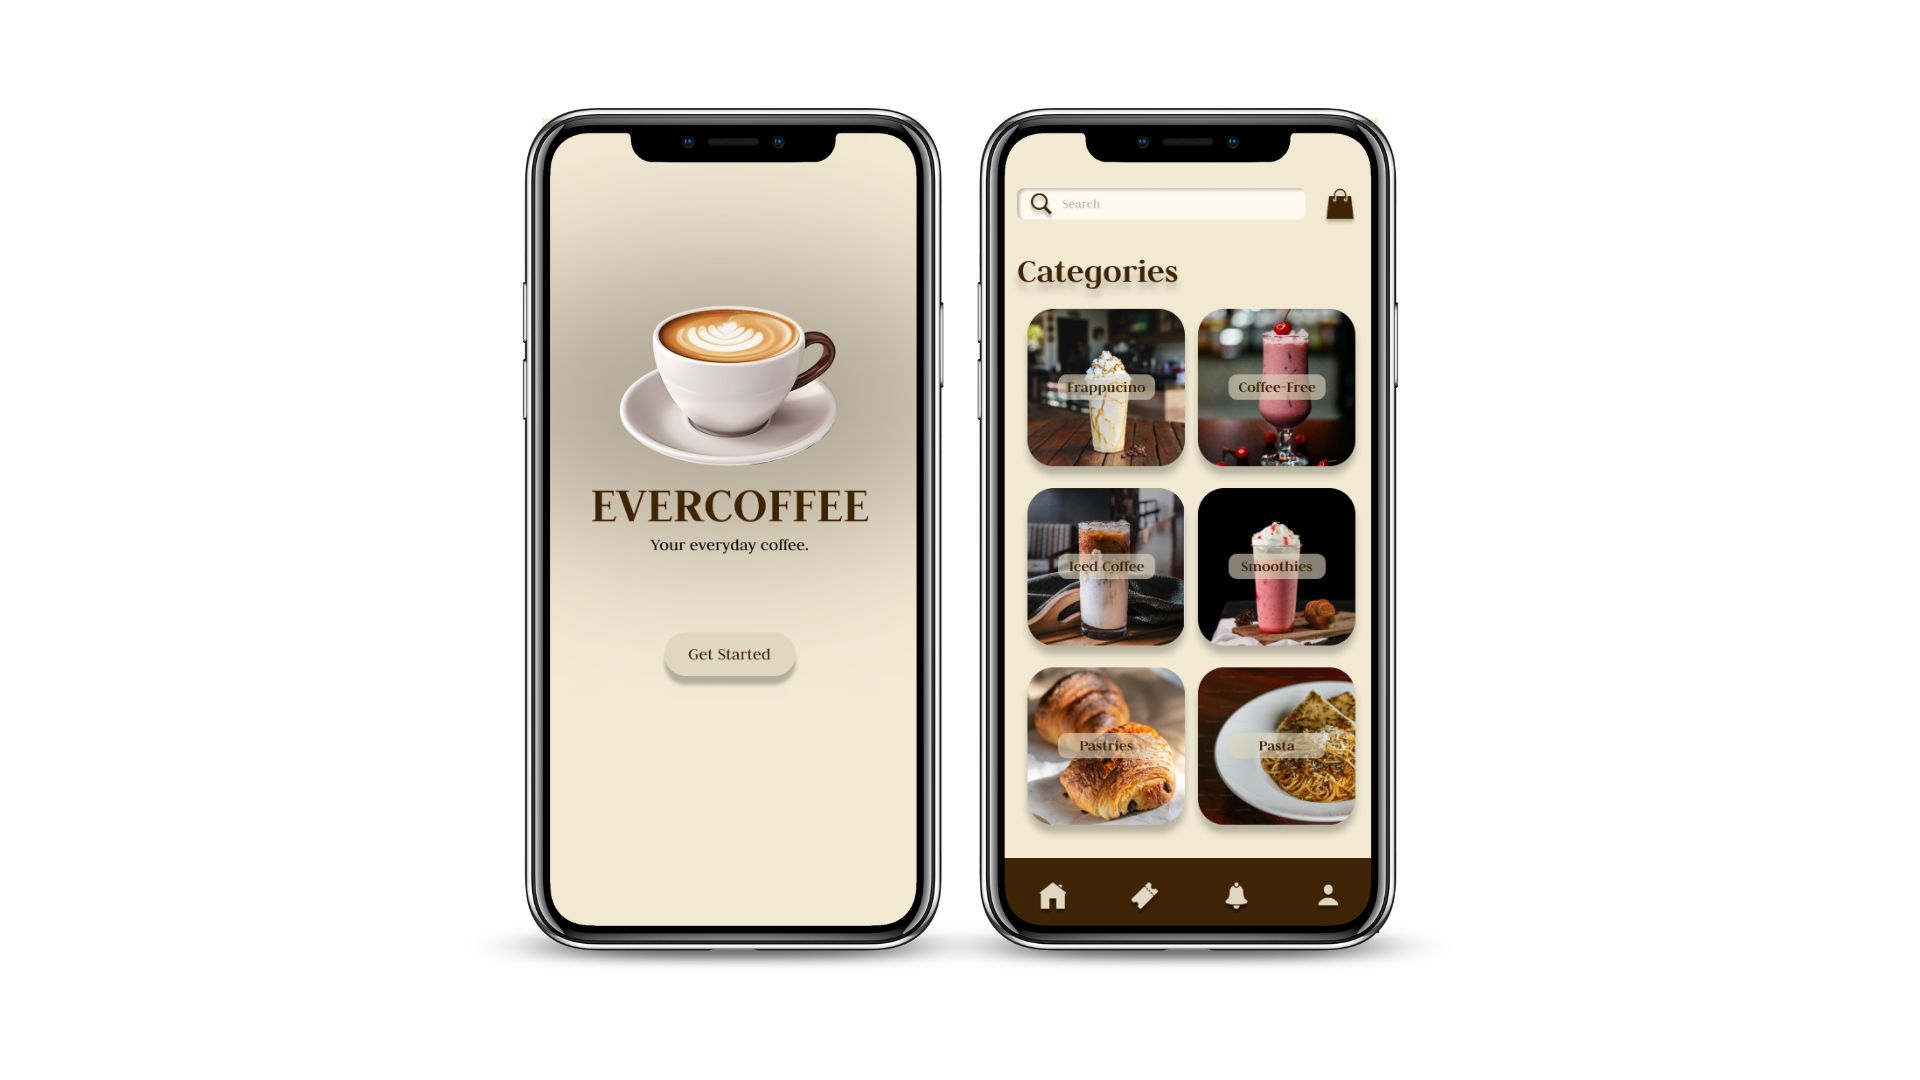 EVERCOFFEE
Your everyday coffee.
Get Started
Search
Categories
Frappucino
Coffee-Free
Iced Coffee
Smoothies
Pastries
Pasta